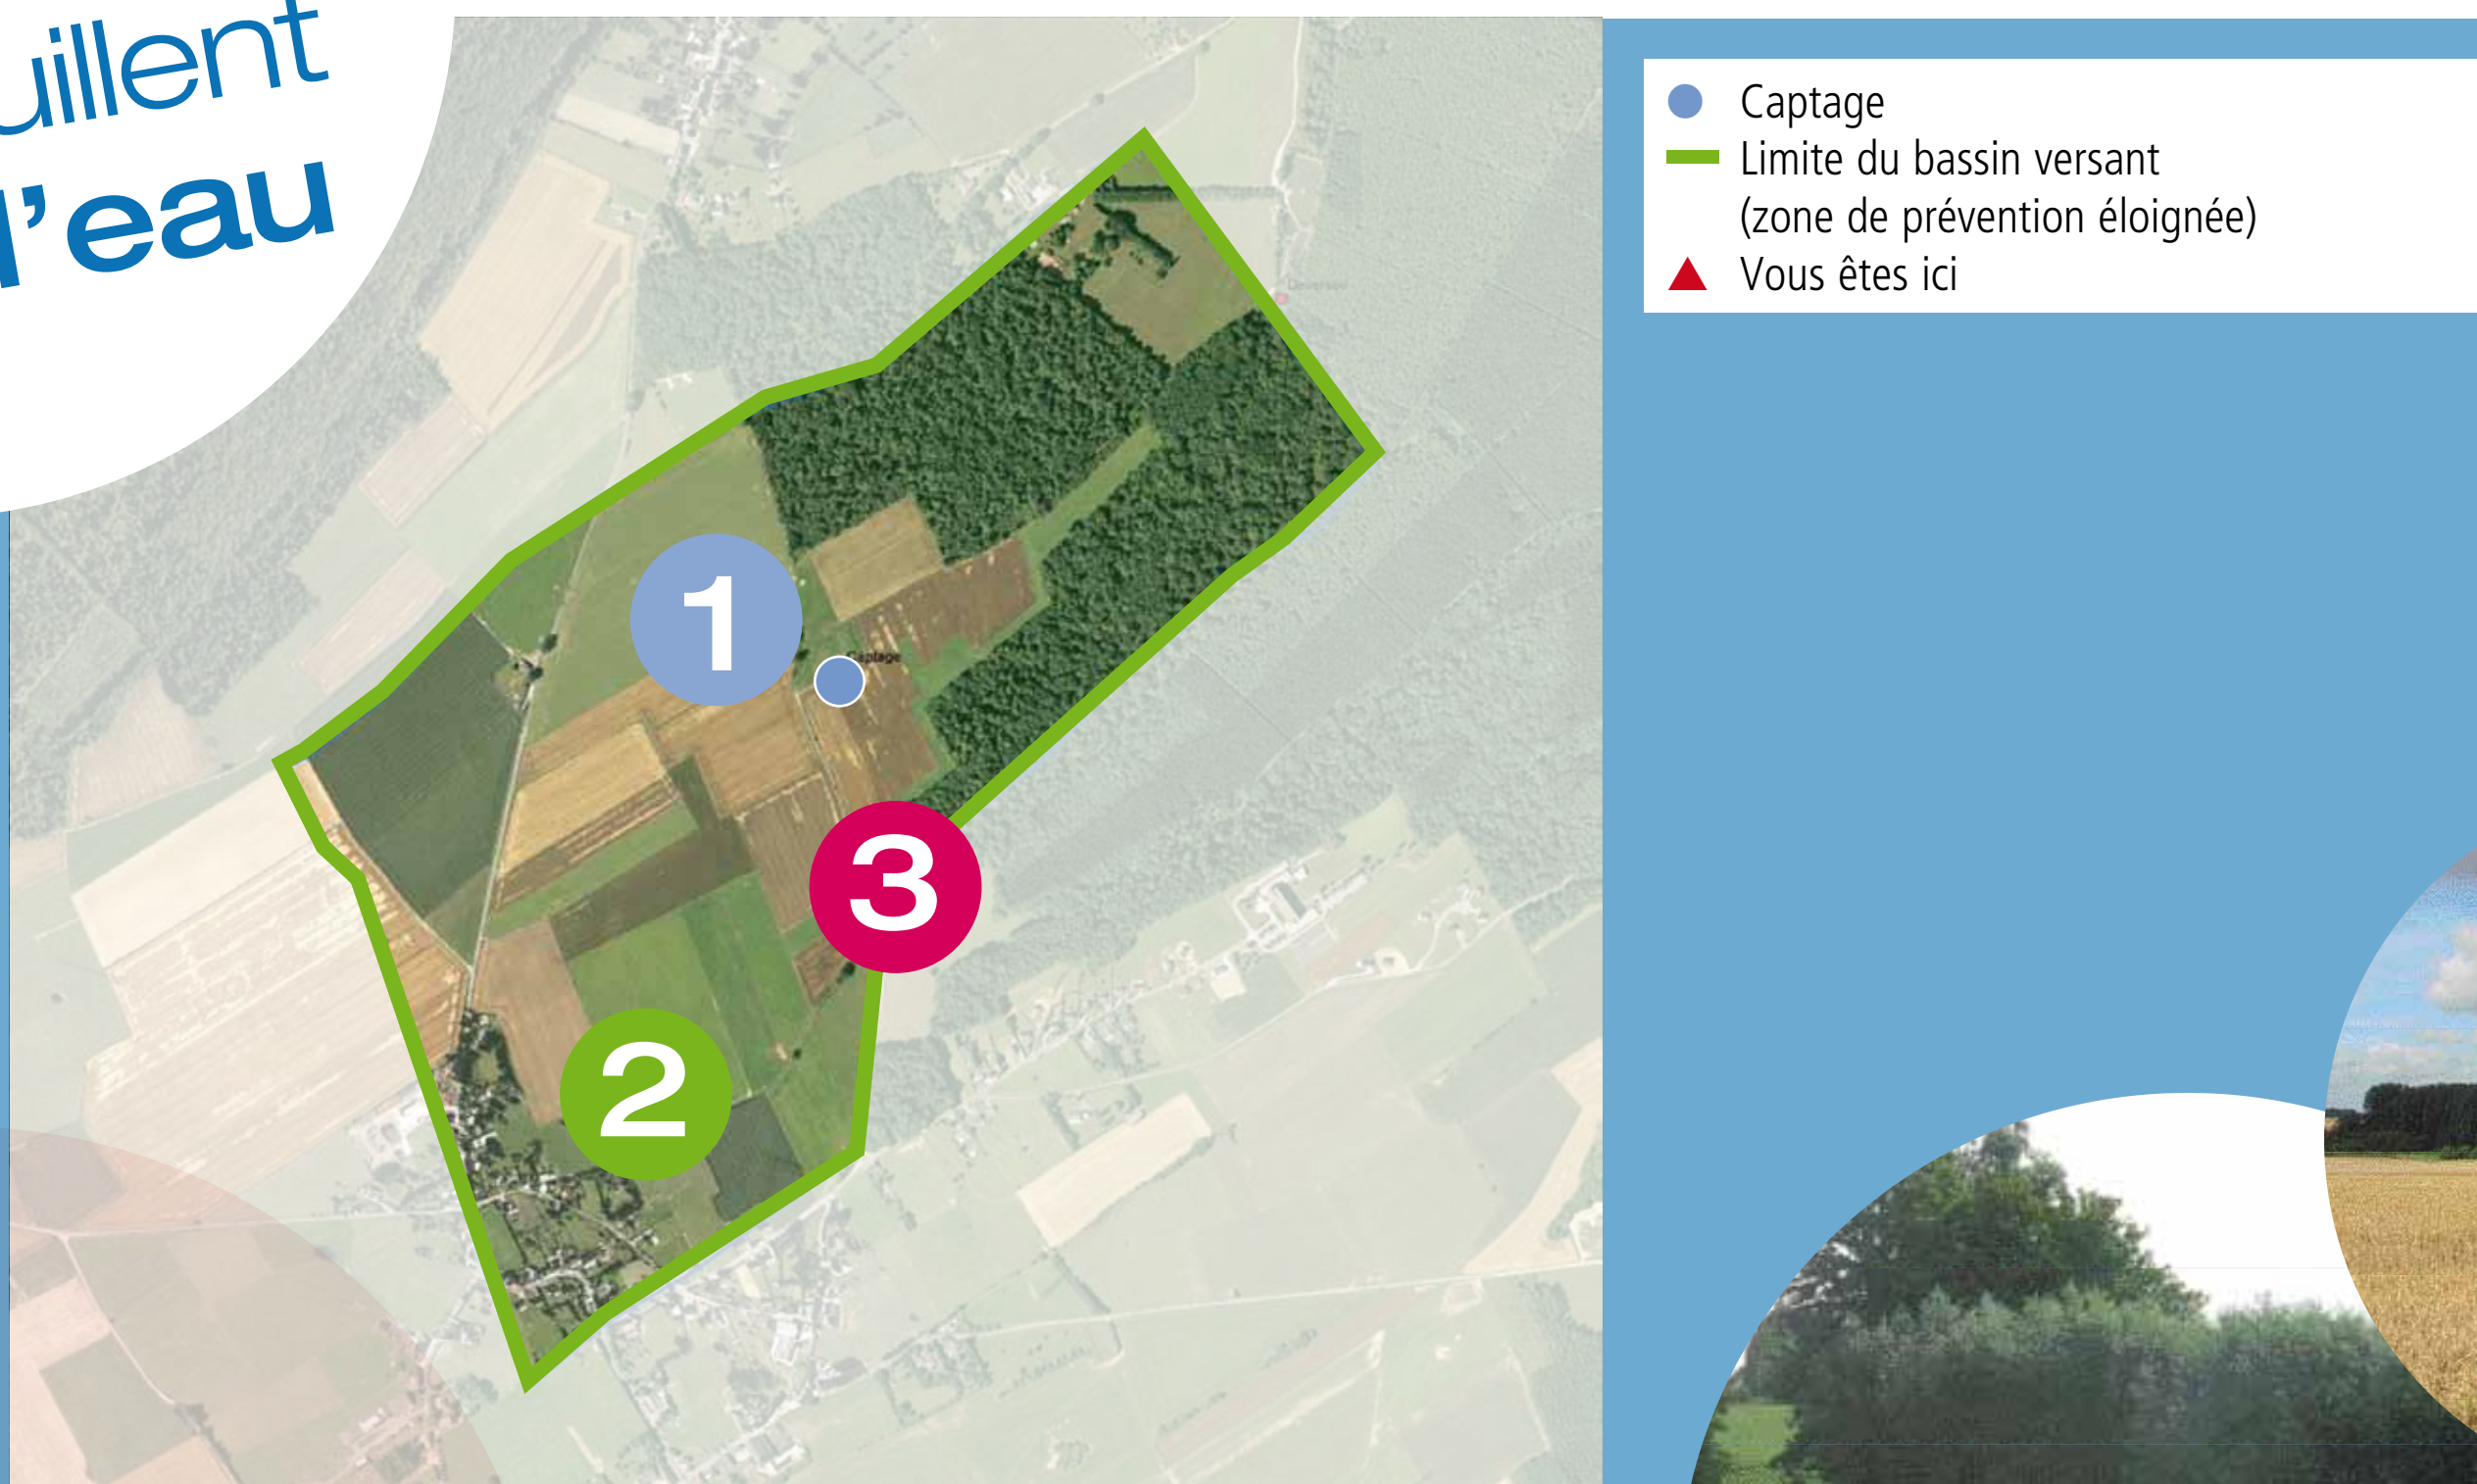 uillent
l'eau
Captage
Limite du bassin versant
(zone de prévention éloignée)
Vous êtes ici
1
Captage
3
2